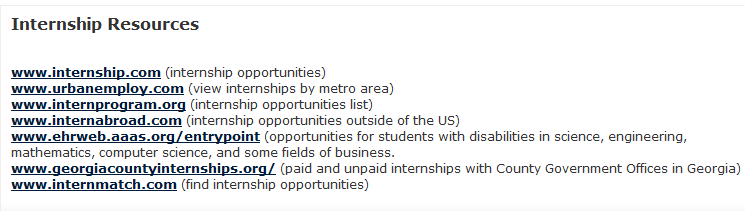 Internship Resources
www.internship.com (internship opportunities)
www.urbanemploy.com (view internships by metro area)
www.internprogram.org (internship opportunities list)
www.internabroad.com (internship opportunities outside of the US)
www.ehrweb.aaas.org/entrypoint (opportunities for students with disabilities in science, engineering,
mathematics, computer science, and some fields of business.
www.georgiacountyinternships.org/ (paid and unpaid internships with County Government Offices in Georgia)
www.internmatch.com (find internship opportunities)